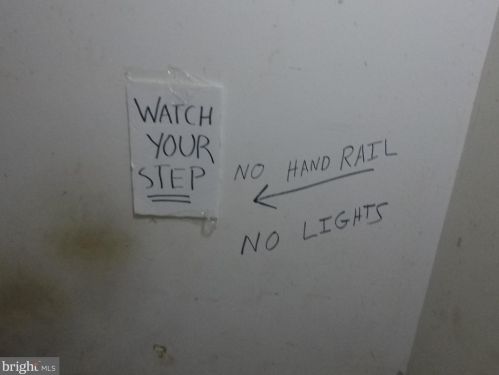 WATCH
YOUR
STEP
NO HAND RAIL
NO LIGHTS
bright MLS